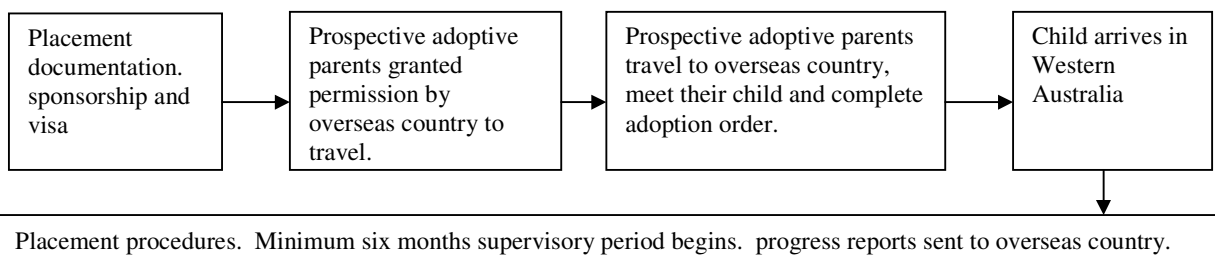 Placement
documentation.
sponsorship and
visa
Prospective adoptive
parents granted
permission by
overseas country to
travel.
Prospective adoptive parents
travel to overseas country,
meet their child and complete
adoption order.
Child arrives in
Western
Australia
Placement procedures.  Minimum six months supervisory period begins.  progress reports sent to overseas country.